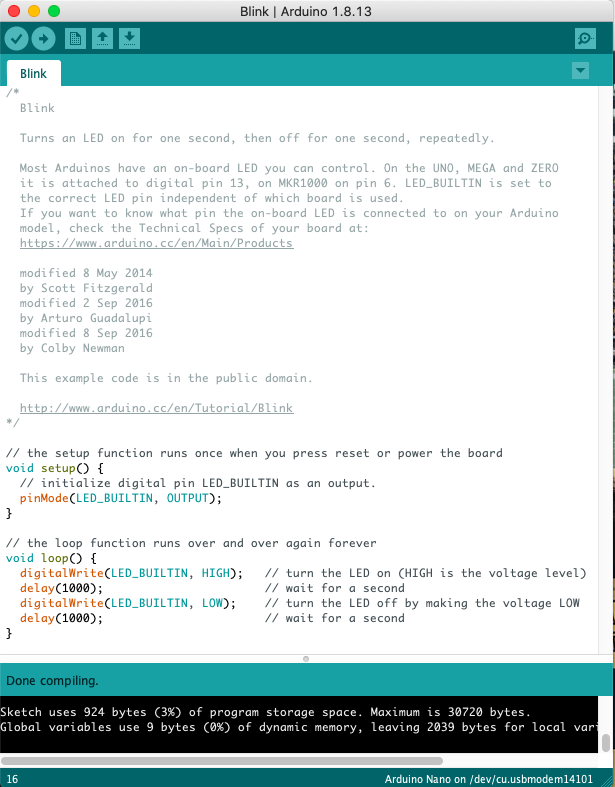 Blink | Arduino 1.8.13
Blink
/*
  Blink

  Turns an LED on for one second, then off for one second, repeatedly.

  Most Arduinos have an on-board LED you can control. On the UNO, MEGA and ZERO
  it is attached to digital pin 13, on MKR1000 on pin 6. LED_BUILTIN is set to
  the correct LED pin independent of which board is used.
  If you want to know what pin the on-board LED is connected to on your Arduino
  model, check the Technical Specs of your board at:
  https://www.arduino.cc/en/Main/Products

  modified 8 May 2014
  by Scott Fitzgerald
  modified 2 Sep 2016
  by Arturo Guadalupi
  modified 8 Sep 2016
  by Colby Newman

  This example code is in the public domain.

  http://www.arduino.cc/en/Tutorial/Blink
*/

// the setup function runs once when you press reset or power the board
void setup() {
  // initialize digital pin LED_BUILTIN as an output.
  pinMode(LED_BUILTIN, OUTPUT);
}

// the loop function runs over and over again forever
void loop() {
  digitalWrite(LED_BUILTIN, HIGH);   // turn the LED on (HIGH is the voltage level)
  delay(1000);                       // wait for a second
  digitalWrite(LED_BUILTIN, LOW);    // turn the LED off by making the voltage LOW
  delay(1000);                       // wait for a second
}
Done compiling.
Sketch uses 924 bytes (3%) of program storage space. Maximum is 30720 bytes.
Global variables use 9 bytes (0%) of dynamic memory, leaving 2039 bytes for local vari
16 Arduino Nano on /dev/cu.usbmodem14101